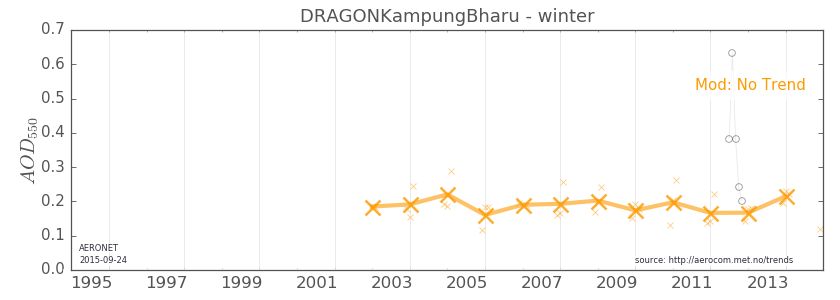 DRAGONKampungBharu - winter
0.7
0.6
0.5
0.4
0.3
0.2
0.1
0.0
AOD550
Mod: No Trend
AERONET
2015-09-24
source: http://aerocom.met.no/trends
1995 1997 1999 2001 2003 2005 2007 2009 2011 2013